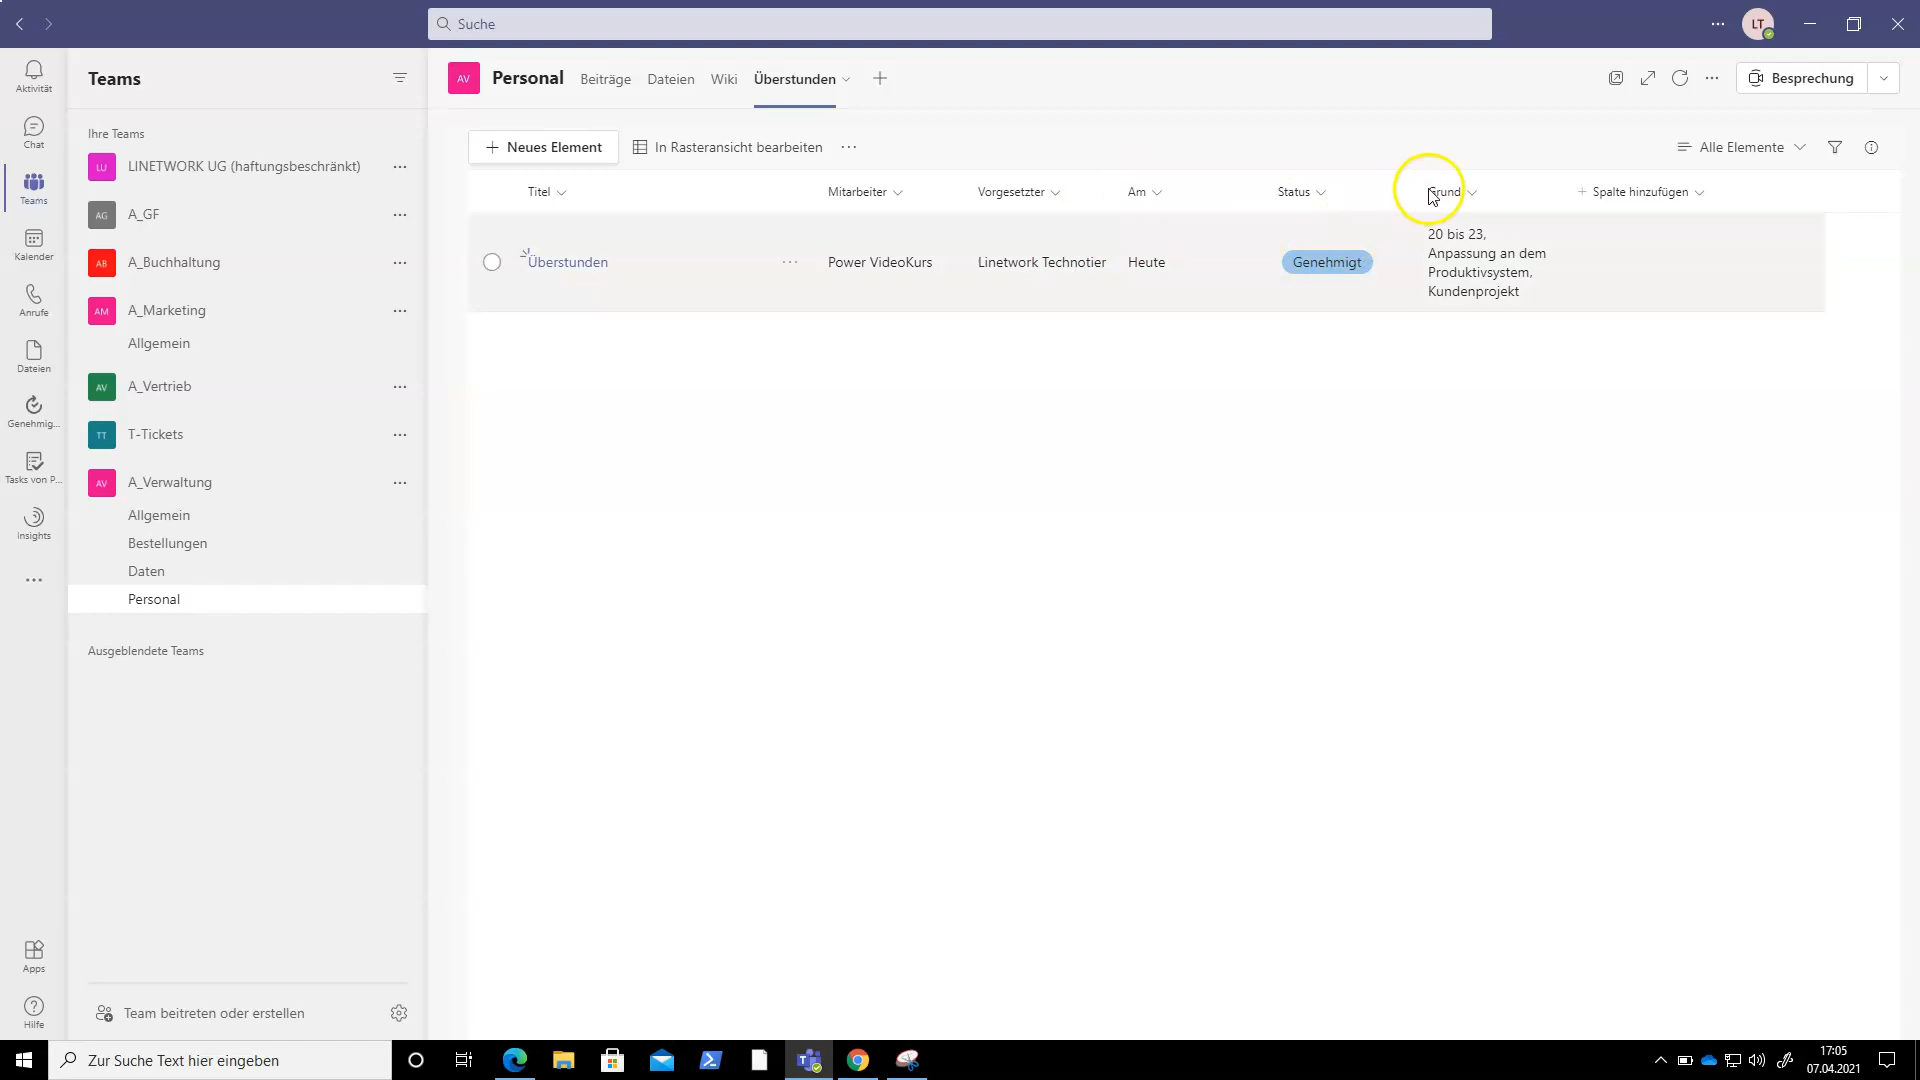 Suche
LT
Aktivität
Chat
Teams
Kalender
Anrufe
Dateien
Genehmig...
Tasks von P...
Insights
Apps
Hilfe
Teams
Ihre Teams
LU LINETWORK UG (haftungsbeschränkt)
AG A_GF
AB A_Buchhaltung
AM A_Marketing
Allgemein
AV A_Vertrieb
TT T-Tickets
AV A_Verwaltung
Allgemein
Bestellungen
Daten
Personal
Ausgeblendete Teams
Team beitreten oder erstellen
AV Personal Beiträge Dateien Wiki Überstunden
Besprechung
Neues Element In Rasteransicht bearbeiten
Alle Elemente
Titel Mitarbeiter Vorgesetzter Am Status Grund Spalte hinzufügen
Überstunden Power VideoKurs Linetwork Technotier Heute Genehmigt
20 bis 23,
Anpassung an dem
Produktivsystem,
Kundenprojekt
Zur Suche Text hier eingeben
17:05
07.04.2021